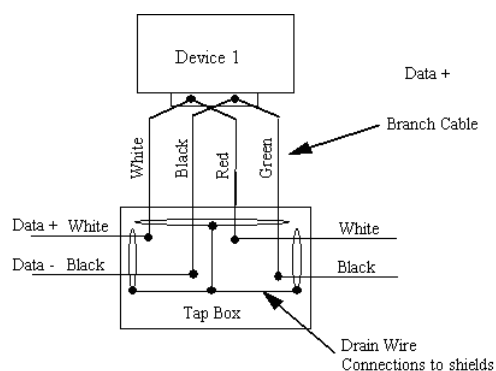 Device 1
Data +
Branch Cable
White
Black
Red
Green
Data + White
White
Data - Black
Black
Tap Box
Drain Wire
Connections to shields